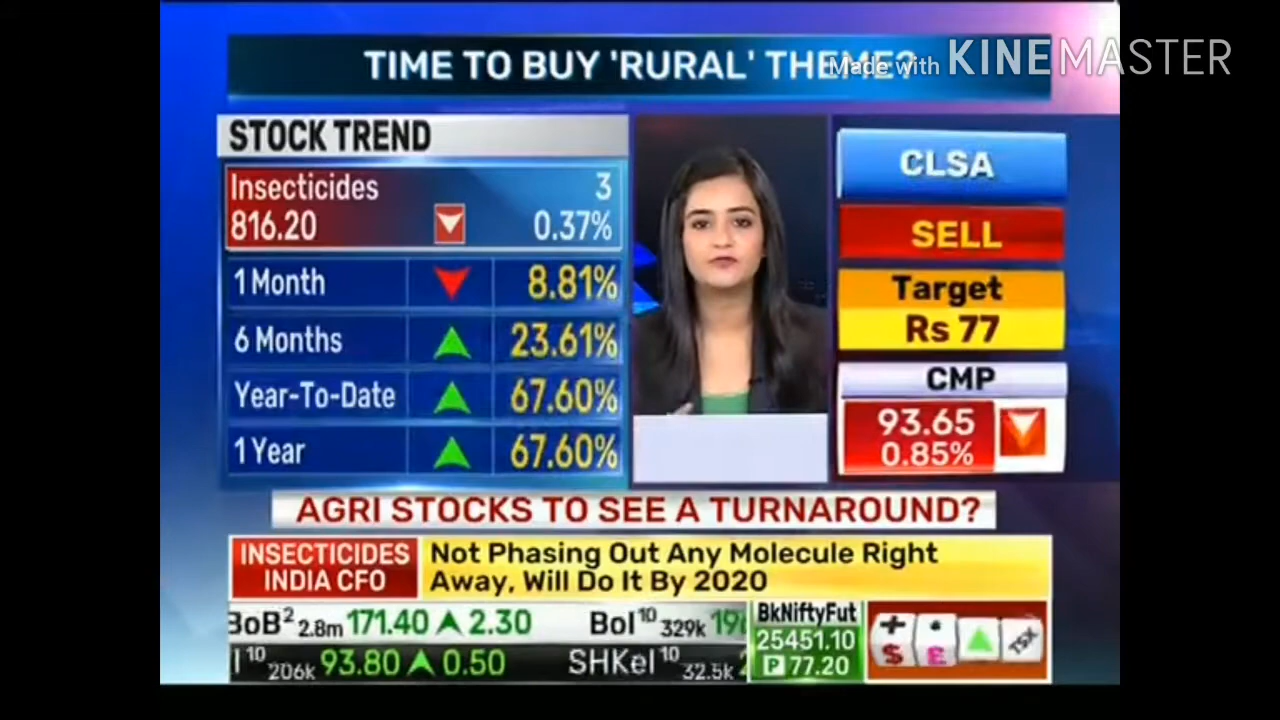 TIME TO BUY 'RURAL' THEME?
Made with KINEMASTER
STOCK TREND
Insecticides 3
816.20 0.37%
1 Month 8.81%
6 Months 23.61%
Year-To-Date 67.60%
1 Year 67.60%
CLSA
SELL
Target
Rs 77
CMP
93.65
0.85%
AGRI STOCKS TO SEE A TURNAROUND?
INSECTICIDES
INDIA CFO
Not Phasing Out Any Molecule Right
Away, Will Do It By 2020
BoB² 2.8m 171.40 2.30 BoI¹⁰ 329k
¹⁰ 206k 93.80 0.50 SHKel¹⁰ 32.5k
BkNiftyFut
25451.10
P 77.20